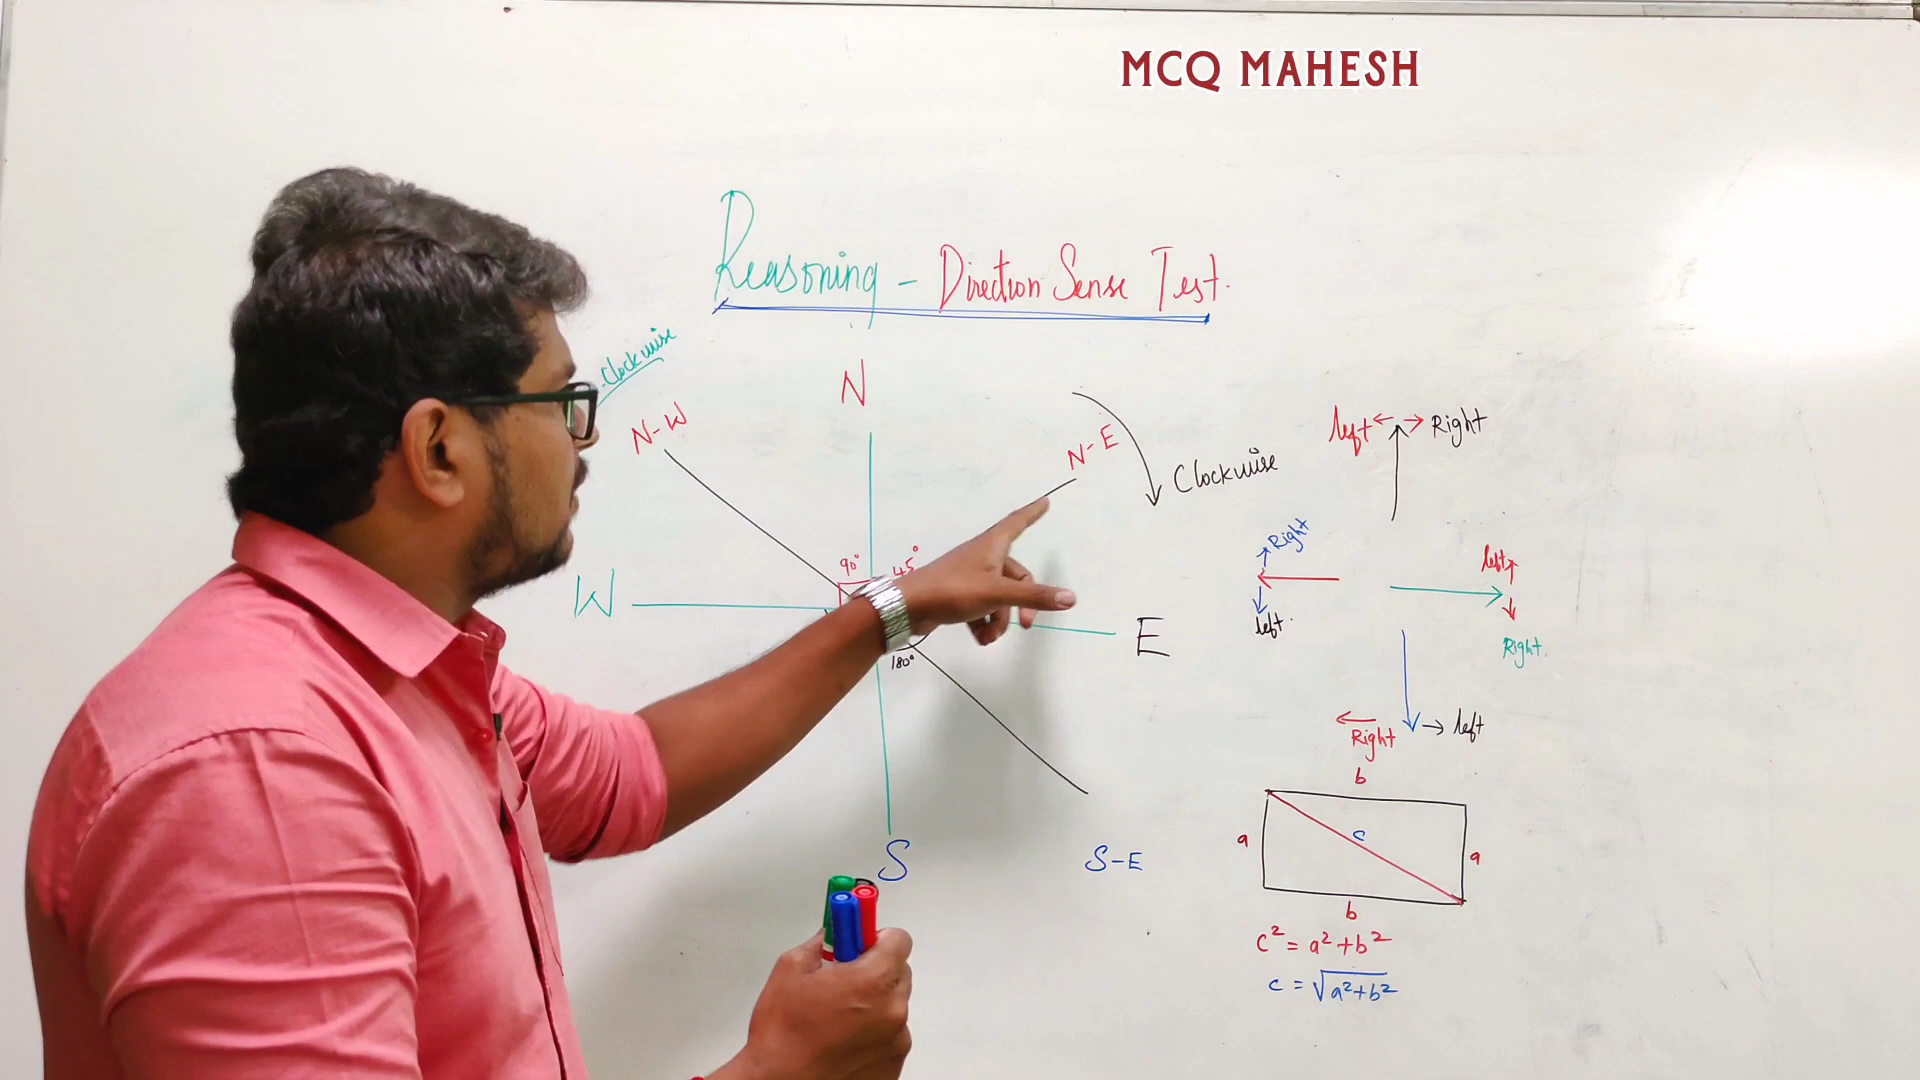 MCQ MAHESH
Reasoning - Direction Sense Test.
Clockwise
N
N-W
N-E
Clockwise
left ← → Right
90°
45°
W
E
180°
S
S-E
Right
left.
left
Right.
Right
→ left
b
a
c
a
b
c² = a² + b²
c = √a²+b²